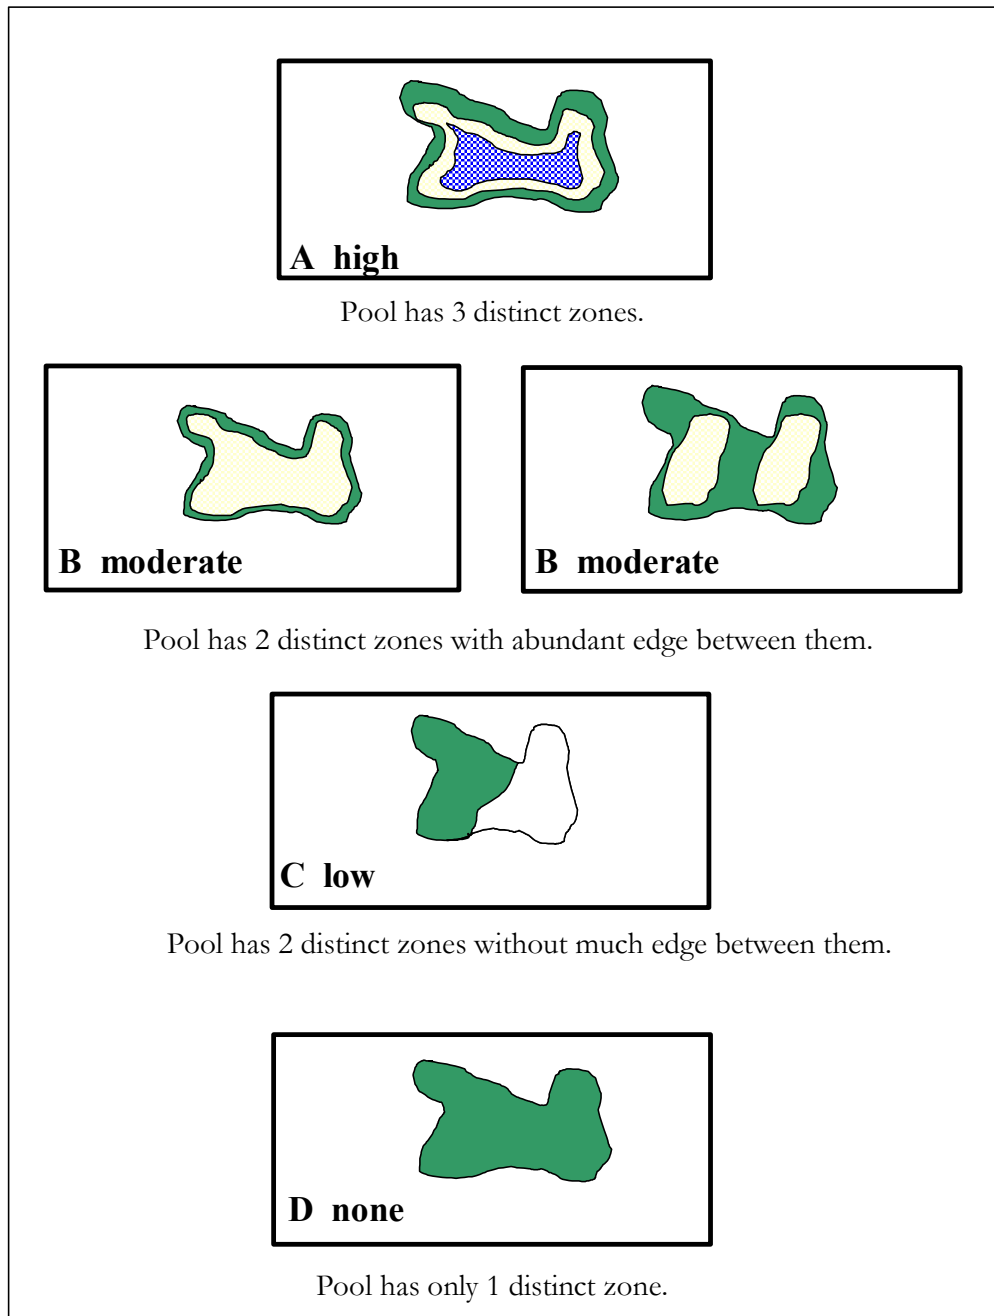 A high
Pool has 3 distinct zones.
B moderate
B moderate
Pool has 2 distinct zones with abundant edge between them.
C low
Pool has 2 distinct zones without much edge between them.
D none
Pool has only 1 distinct zone.